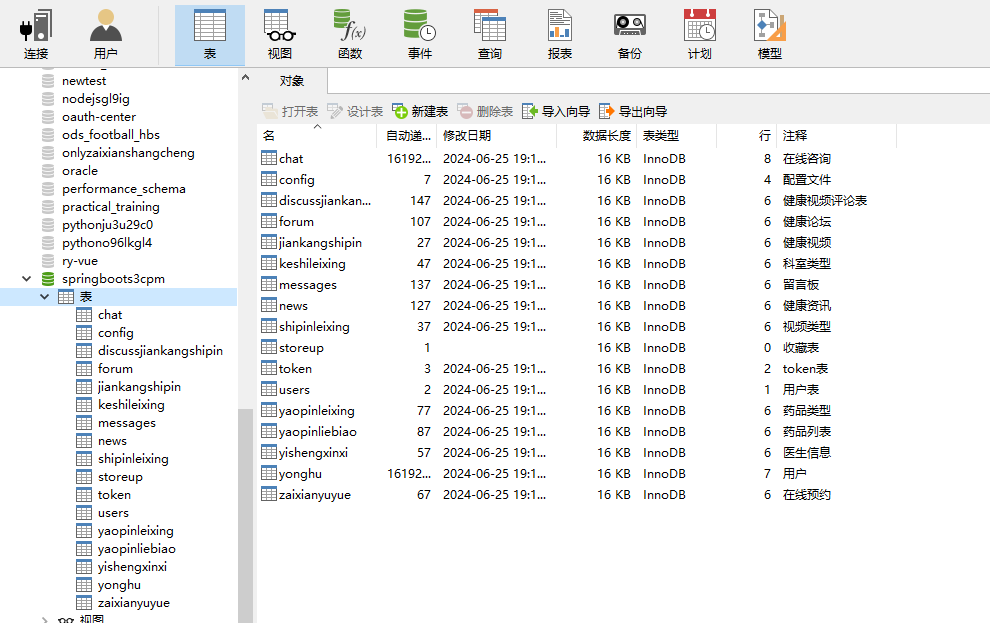 连接 用户 表 视图 函数 事件 查询 报表 备份 计划 模型
newtest
nodejsgl9ig
oauth-center
ods_football_hbs
onlyzaixianshangcheng
oracle
performance_schema
practical_training
pythonju3u29c0
pythono96lkgl4
ry-vue
springboots3cpm
表
chat
config
discussjiankangshipin
forum
jiankangshipin
keshileixing
messages
news
shipinleixing
storeup
token
users
yaopinleixing
yaopinliebiao
yishengxinxi
yonghu
zaixianyuyue
视图
对象
打开表 设计表 新建表 删除表 导入向导 导出向导
名 自动递... 修改日期 数据长度 表类型 行 注释
chat 16192... 2024-06-25 19:1... 16 KB InnoDB 8 在线咨询
config 7 2024-06-25 19:1... 16 KB InnoDB 4 配置文件
discussjiankan... 147 2024-06-25 19:1... 16 KB InnoDB 6 健康视频评论表
forum 107 2024-06-25 19:1... 16 KB InnoDB 6 健康论坛
jiankangshipin 27 2024-06-25 19:1... 16 KB InnoDB 6 健康视频
keshileixing 47 2024-06-25 19:1... 16 KB InnoDB 6 科室类型
messages 137 2024-06-25 19:1... 16 KB InnoDB 6 留言板
news 127 2024-06-25 19:1... 16 KB InnoDB 6 健康资讯
shipinleixing 37 2024-06-25 19:1... 16 KB InnoDB 6 视频类型
storeup 1 16 KB InnoDB 0 收藏表
token 3 2024-06-25 19:1... 16 KB InnoDB 2 token表
users 2 2024-06-25 19:1... 16 KB InnoDB 1 用户表
yaopinleixing 77 2024-06-25 19:1... 16 KB InnoDB 6 药品类型
yaopinliebiao 87 2024-06-25 19:1... 16 KB InnoDB 6 药品列表
yishengxinxi 57 2024-06-25 19:1... 16 KB InnoDB 6 医生信息
yonghu 16192... 2024-06-25 19:1... 16 KB InnoDB 7 用户
zaixianyuyue 67 2024-06-25 19:1... 16 KB InnoDB 6 在线预约